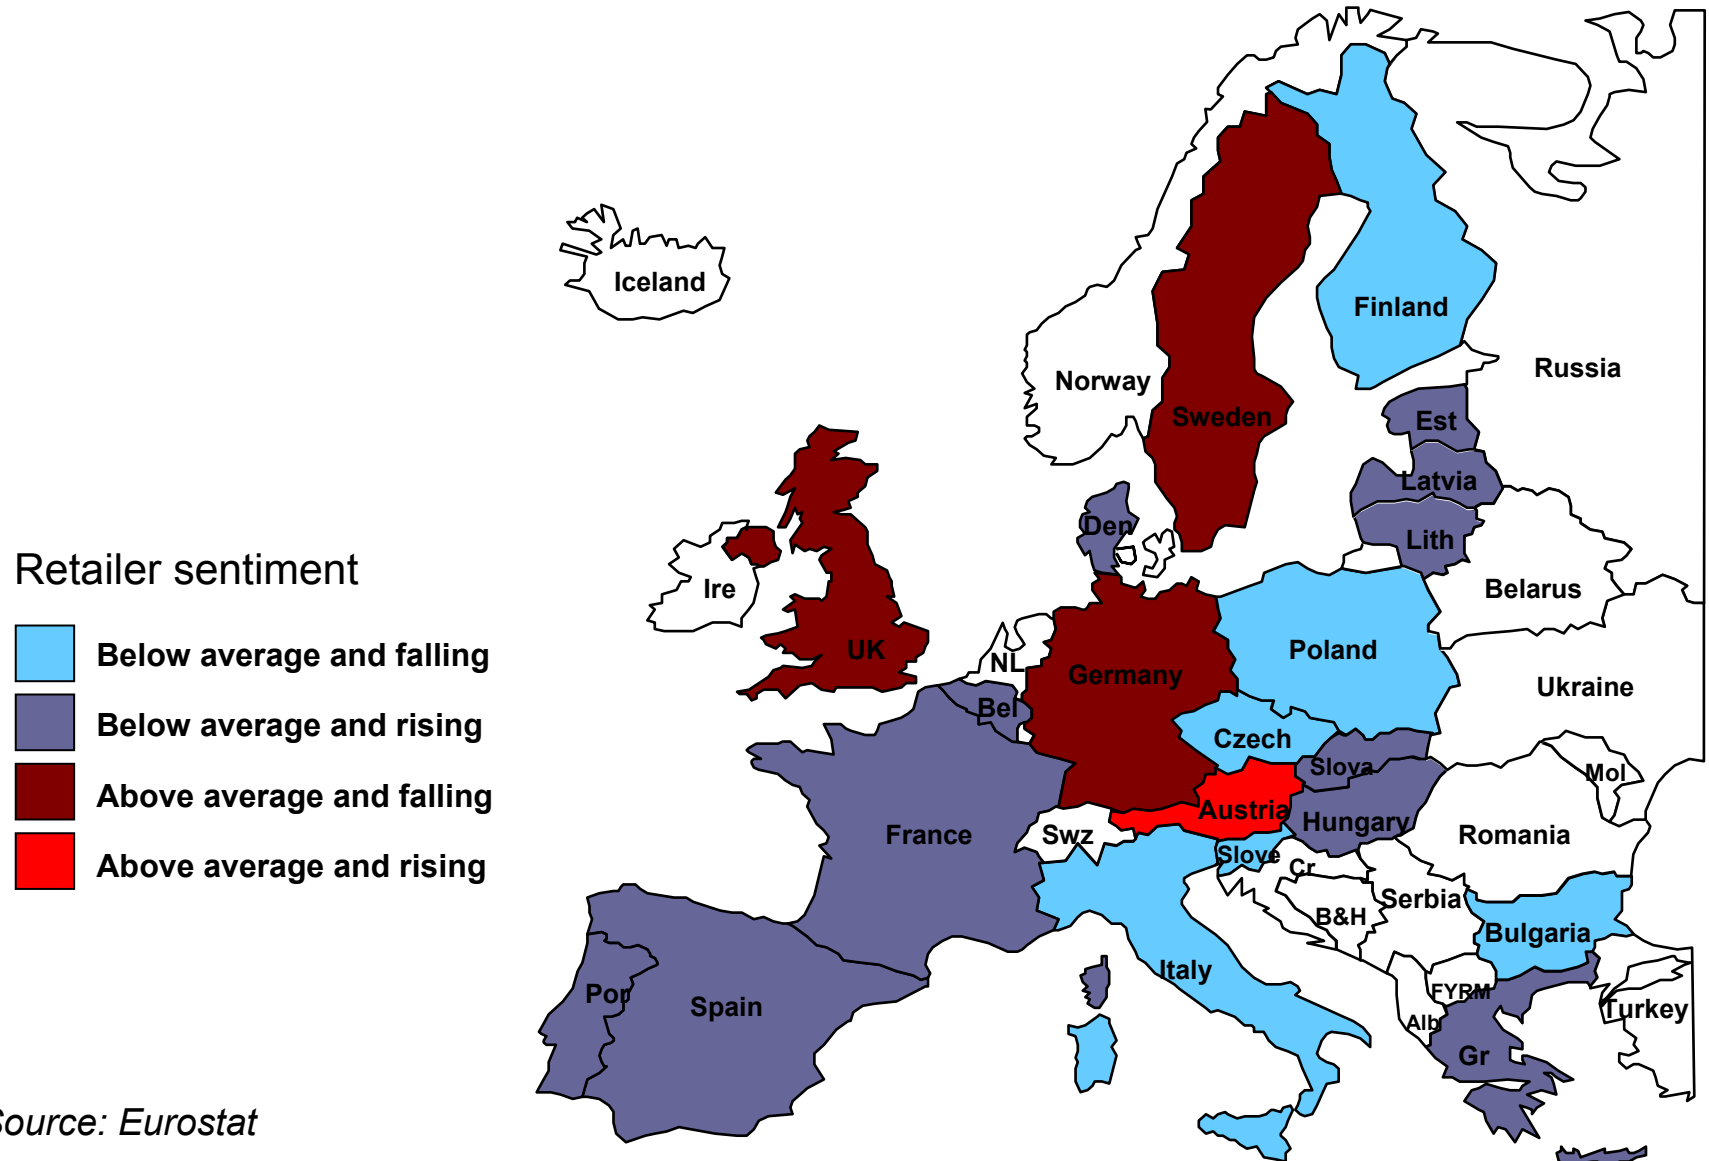 Retailer sentiment
Below average and falling
Below average and rising
Above average and falling
Above average and rising
Source: Eurostat
Iceland
Norway
Sweden
Finland
Russia
Est
Latvia
Lith
Den
Ire
UK
NL
Bel
Germany
Poland
Belarus
Ukraine
Czech
Slova
Mol
Austria
Hungary
Romania
France
Swz
Slove
Cr
Serbia
B&H
Bulgaria
Italy
Por
Spain
FYRM
Alb
Turkey
Gr